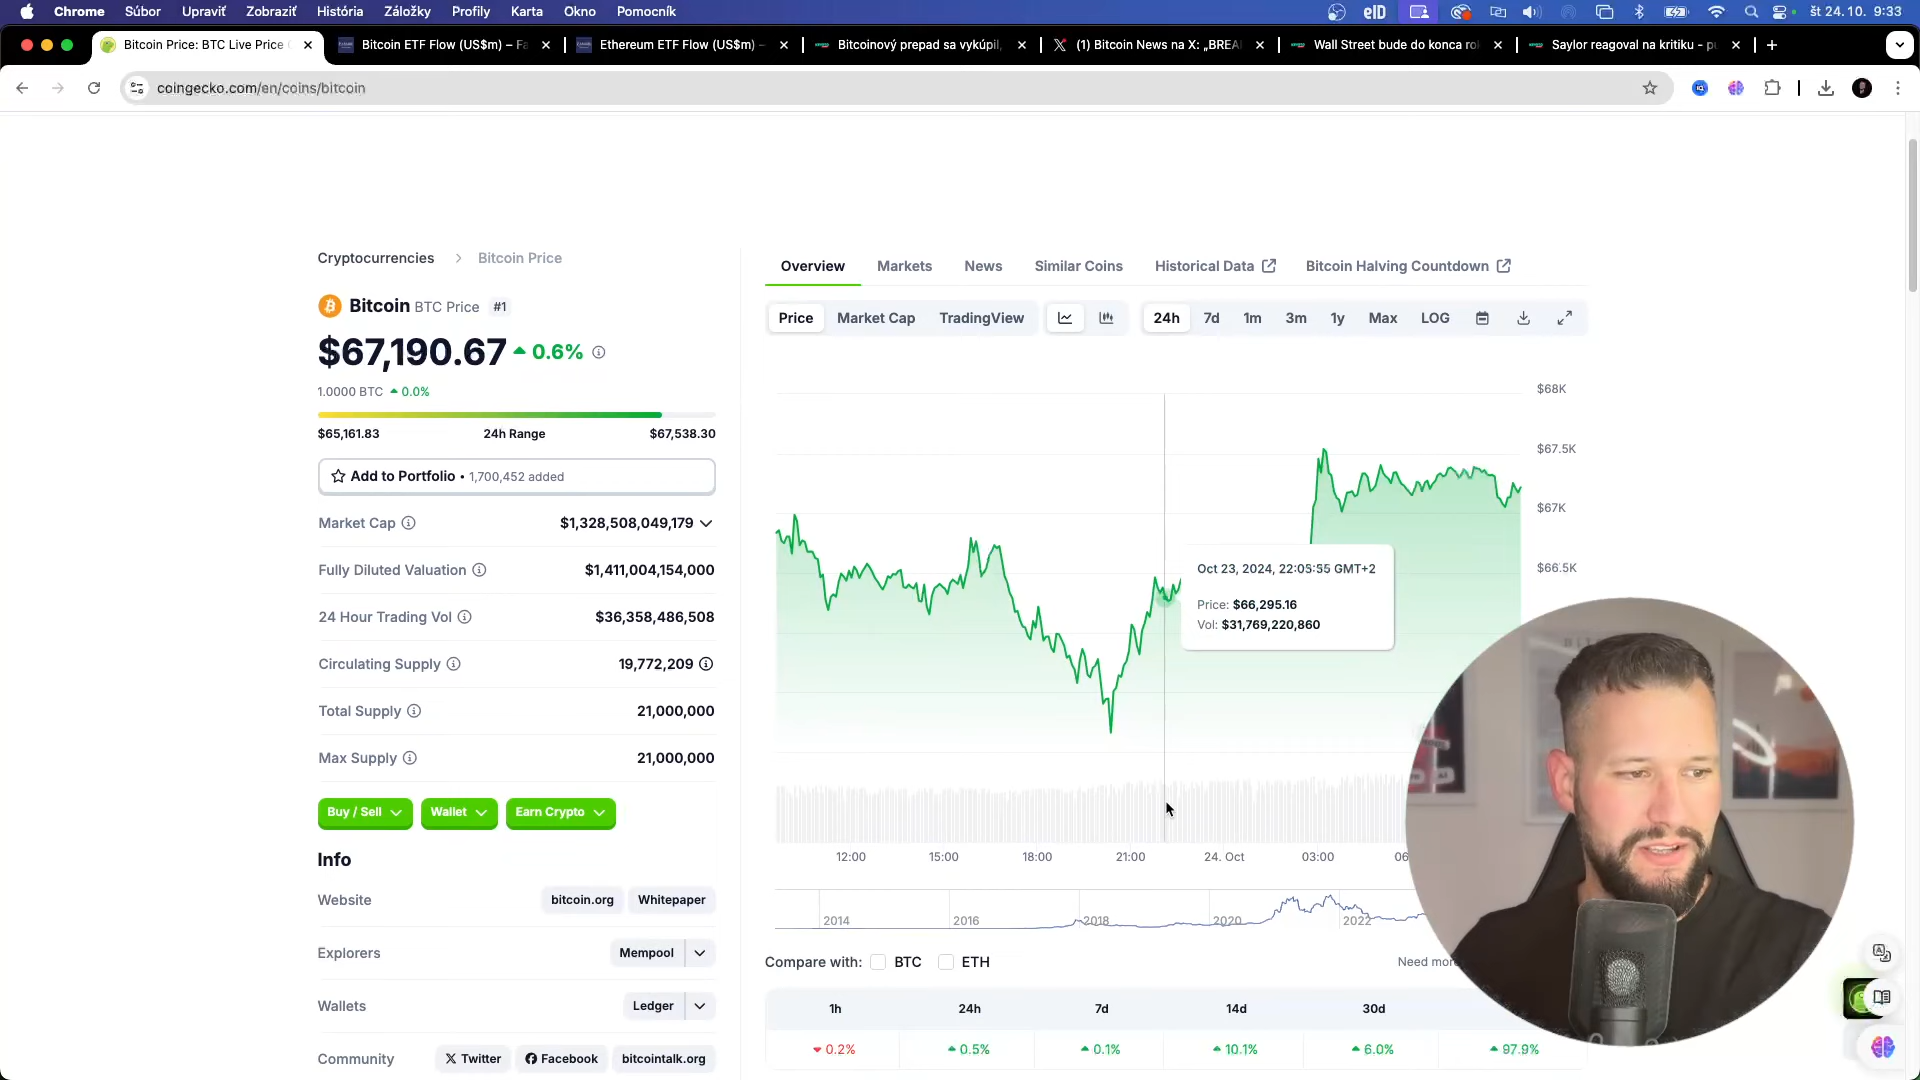 Chrome Súbor Upraviť Zobraziť História Záložky Profily Karta Okno Pomocník
eID št 24. 10. 9:33
Bitcoin Price: BTC Live Price
Bitcoin ETF Flow (US$m) – Fa
Ethereum ETF Flow (US$m) –
Bitcoinový prepad sa vykúpil,
(1) Bitcoin News na X: „BREA
Wall Street bude do konca ro
Saylor reagoval na kritiku - pu
coingecko.com/en/coins/bitcoin
Cryptocurrencies > Bitcoin Price
Bitcoin BTC Price #1
$67,190.67 0.6%
1.0000 BTC 0.0%
$65,161.83 24h Range $67,538.30
Add to Portfolio • 1,700,452 added
Market Cap $1,328,508,049,179
Fully Diluted Valuation $1,411,004,154,000
24 Hour Trading Vol $36,358,486,508
Circulating Supply 19,772,209
Total Supply 21,000,000
Max Supply 21,000,000
Buy / Sell Wallet Earn Crypto
Info
Website bitcoin.org Whitepaper
Explorers Mempool
Wallets Ledger
Community Twitter Facebook bitcointalk.org
Overview Markets News Similar Coins Historical Data Bitcoin Halving Countdown
Price Market Cap TradingView 24h 7d 1m 3m 1y Max LOG
$68K
$67.5K
$67K
$66.5K
Oct 23, 2024, 22:05:55 GMT+2
Price: $66,295.16
Vol: $31,769,220,860
12:00 15:00 18:00 21:00 24. Oct 03:00 06
2014 2016 2018 2020 2022
Compare with: BTC ETH
Need mor
1h 24h 7d 14d 30d
0.2% 0.5% 0.1% 10.1% 6.0% 97.9%